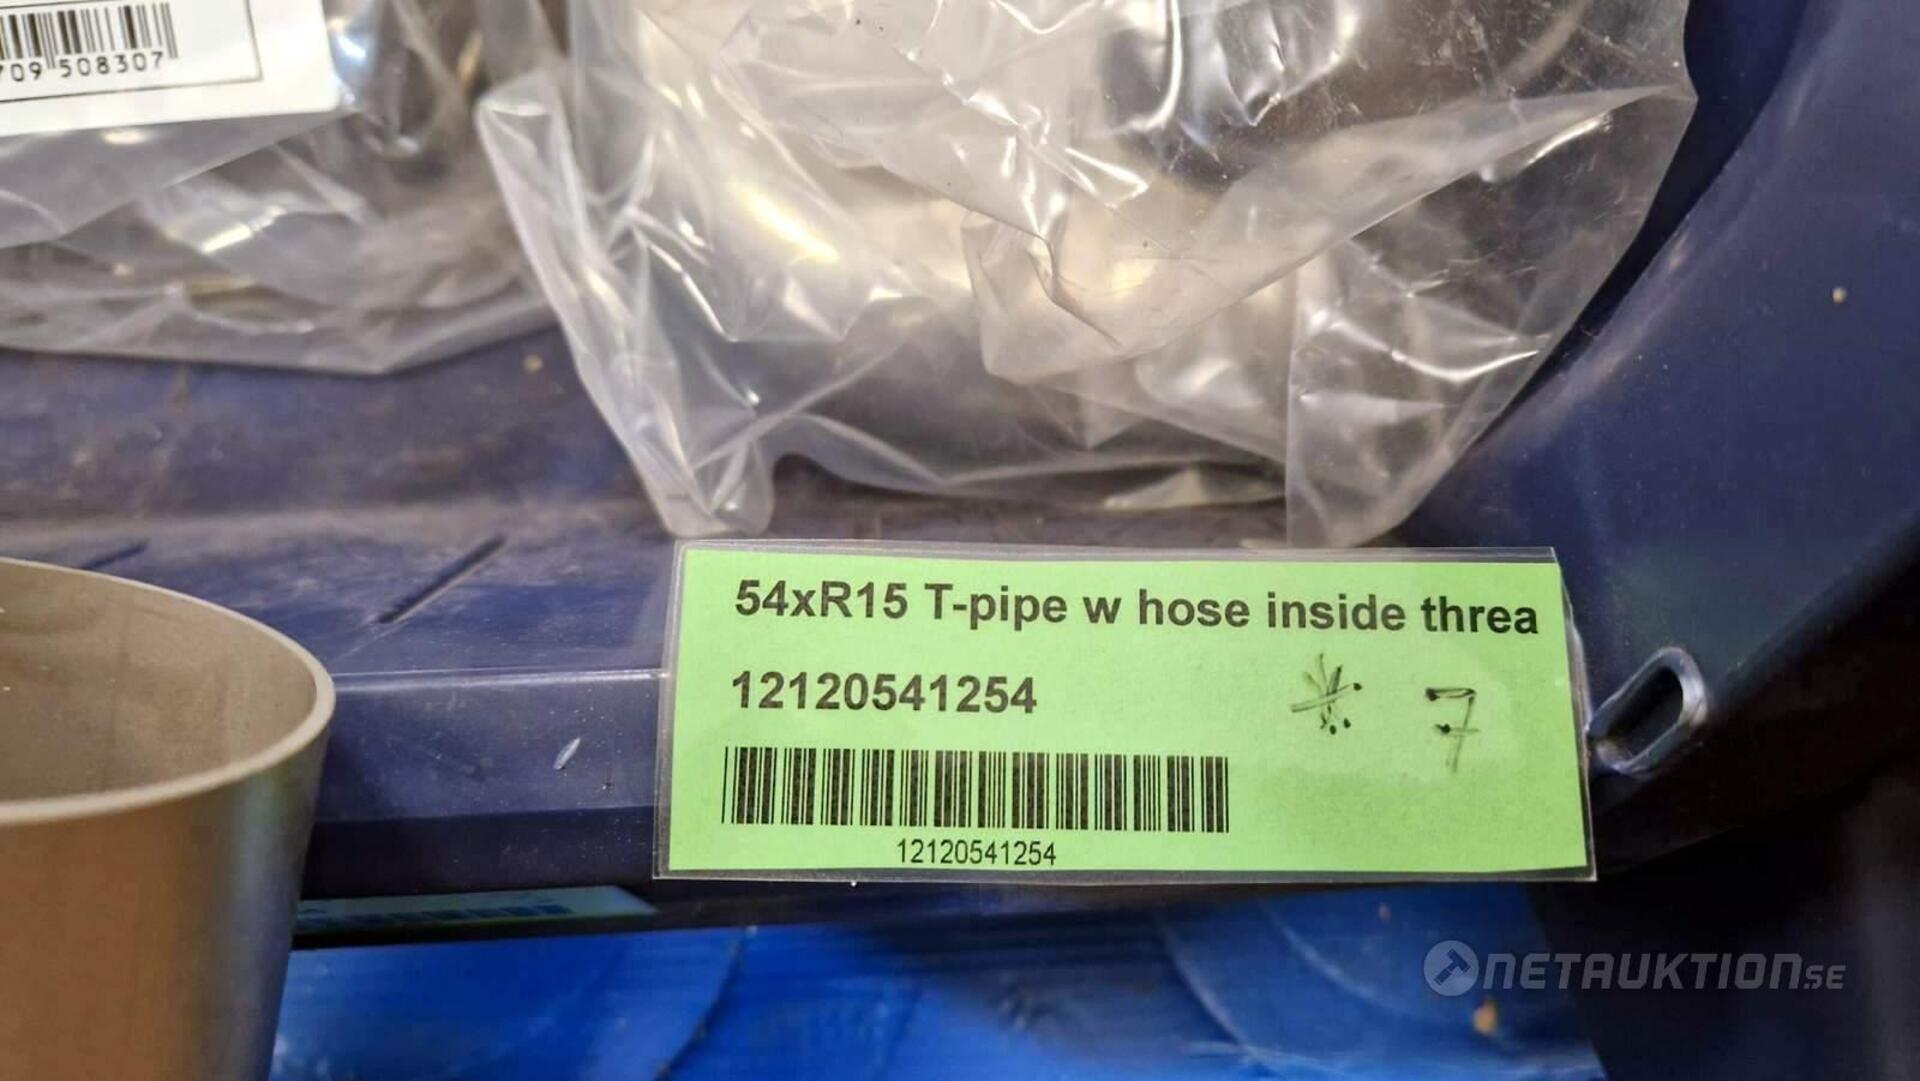 709 508307
54xR15 T-pipe w hose inside threa
12120541254
* 7
12120541254
NETAUKTION.SE